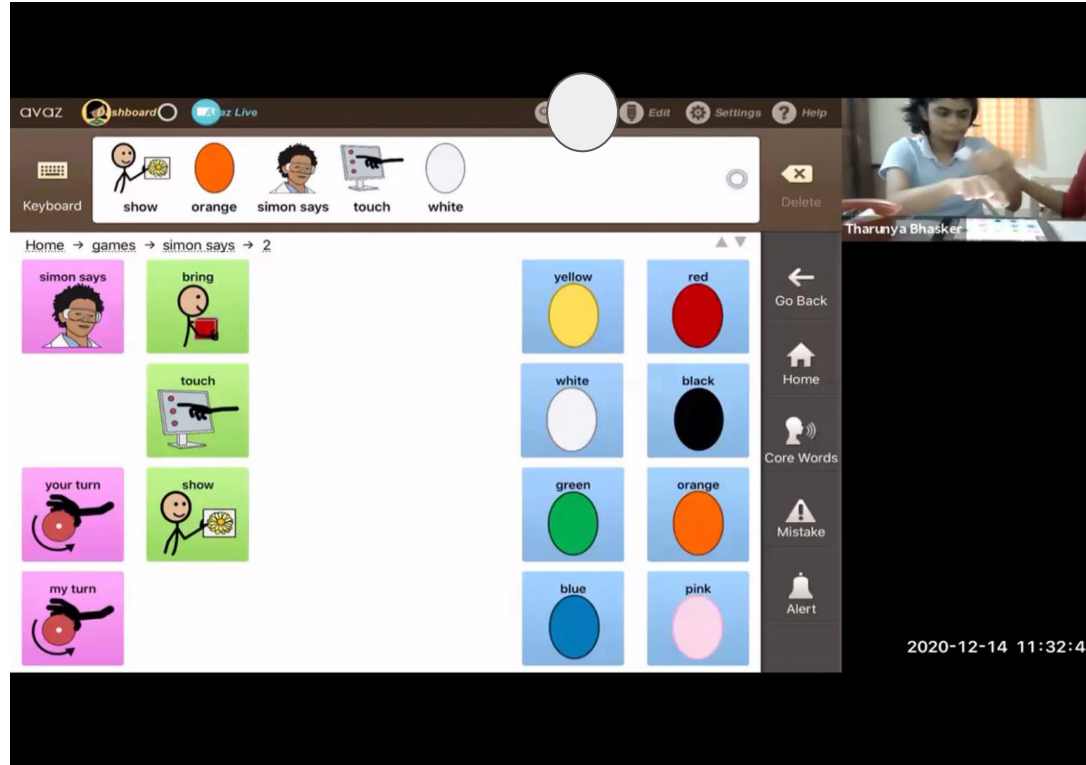 avaz Dashboard Avaz Live Edit Settings Help
Keyboard show orange simon says touch white Delete
Tharunya Bhasker
Home → games → simon says → 2
simon says bring yellow red
Go Back
touch white black
Home
Core Words
your turn show green orange
Mistake
my turn blue pink
Alert
2020-12-14 11:32:4